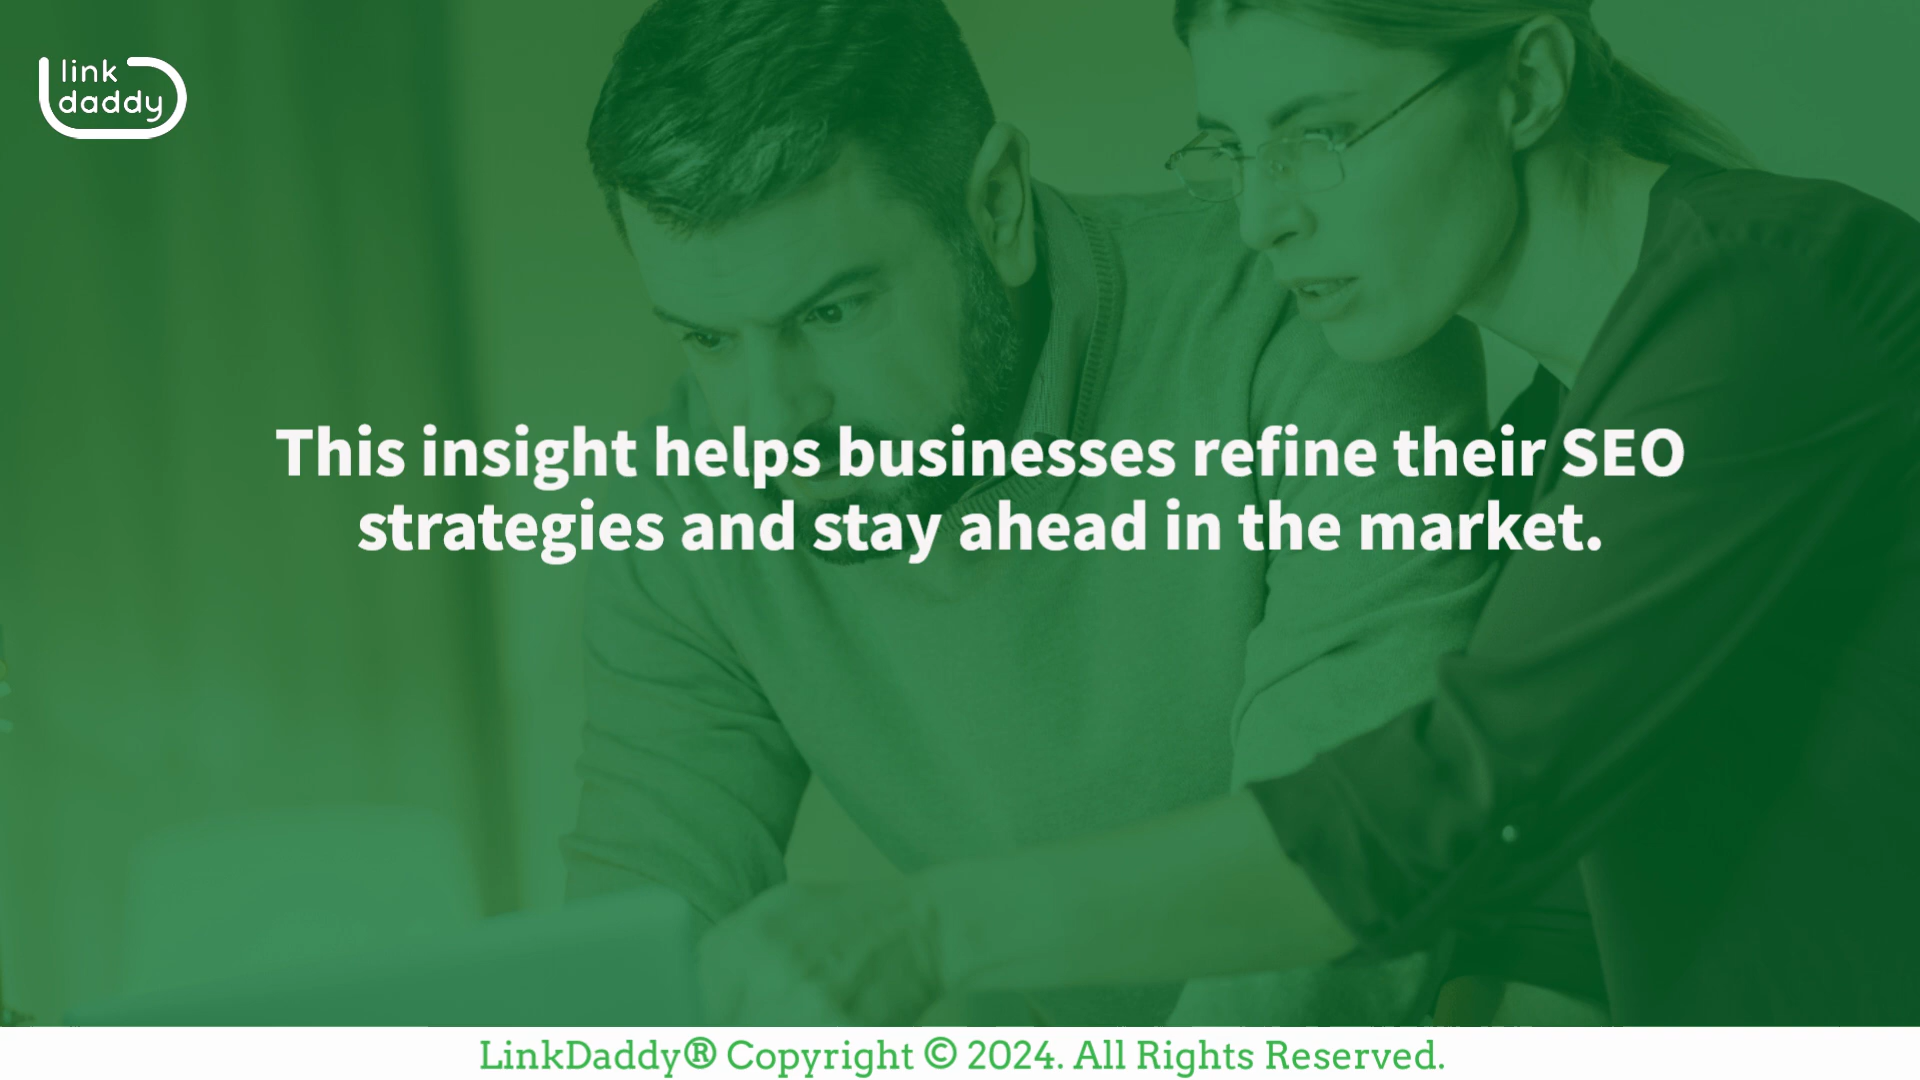 link
daddy
This insight helps businesses refine their SEO
strategies and stay ahead in the market.
LinkDaddy® Copyright © 2024. All Rights Reserved.